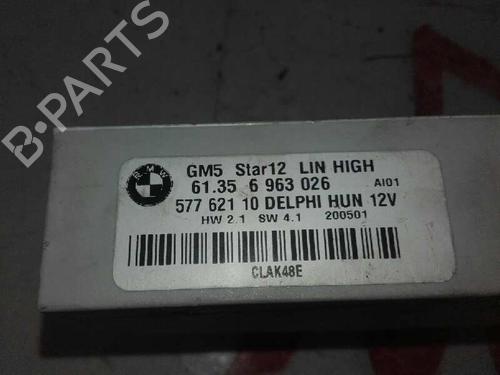 B-PARTS
BMW
GM5 Star12 LIN HIGH
61.35 6 963 026 AI01
577 621 10 DELPHI HUN 12V
HW 2.1 SW 4.1 200501
CLAK48E